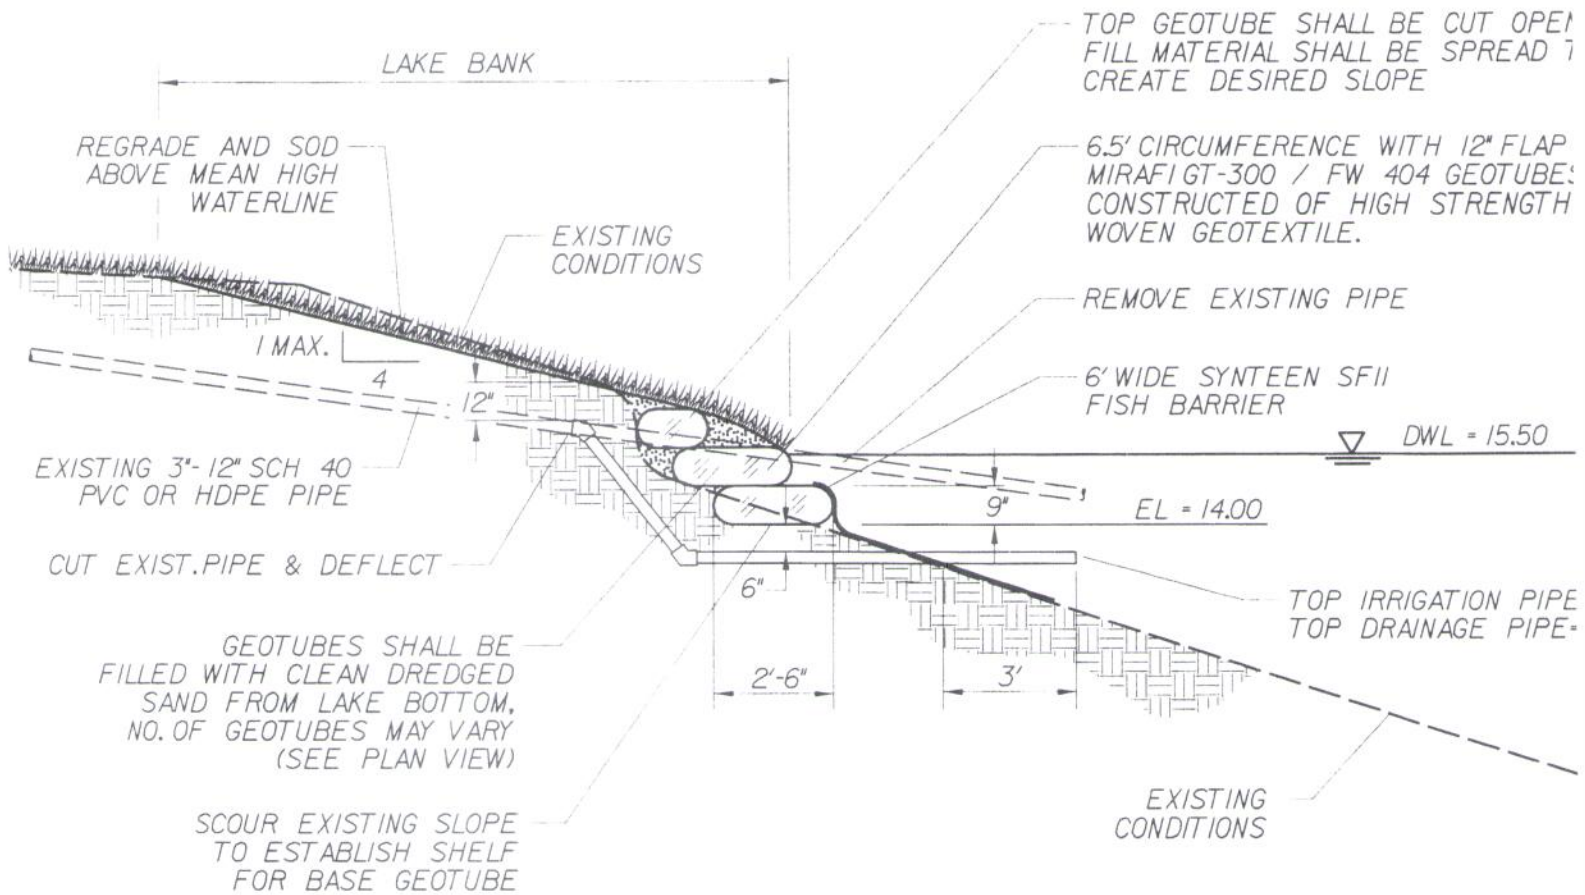 LAKE BANK
TOP GEOTUBE SHALL BE CUT OPEN
FILL MATERIAL SHALL BE SPREAD
CREATE DESIRED SLOPE
REGRADE AND SOD
ABOVE MEAN HIGH
WATERLINE
6.5' CIRCUMFERENCE WITH 12" FLAP
MIRAFI GT-300 / FW 404 GEOTUBES
CONSTRUCTED OF HIGH STRENGTH
WOVEN GEOTEXTILE.
EXISTING
CONDITIONS
REMOVE EXISTING PIPE
1 MAX.
4
12"
6' WIDE SYNTEEN SF11
FISH BARRIER
DWL = 15.50
EXISTING 3"-12" SCH 40
PVC OR HDPE PIPE
9"
EL = 14.00
CUT EXIST. PIPE & DEFLECT
6"
TOP IRRIGATION PIPE
TOP DRAINAGE PIPE=
GEOTUBES SHALL BE
FILLED WITH CLEAN DREDGED
SAND FROM LAKE BOTTOM,
NO. OF GEOTUBES MAY VARY
(SEE PLAN VIEW)
2'-6"
3'
SCOUR EXISTING SLOPE
TO ESTABLISH SHELF
FOR BASE GEOTUBE
EXISTING
CONDITIONS